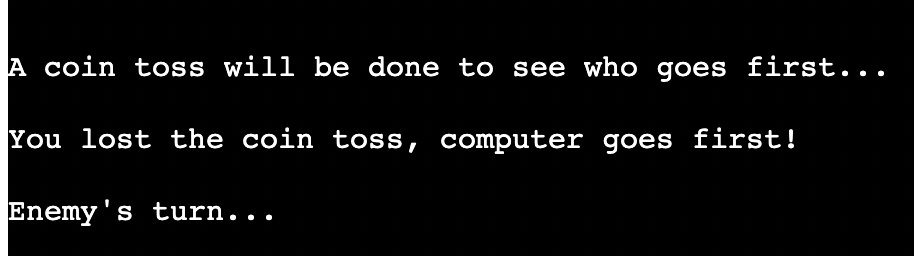 A coin toss will be done to see who goes first...
You lost the coin toss, computer goes first!
Enemy's turn...